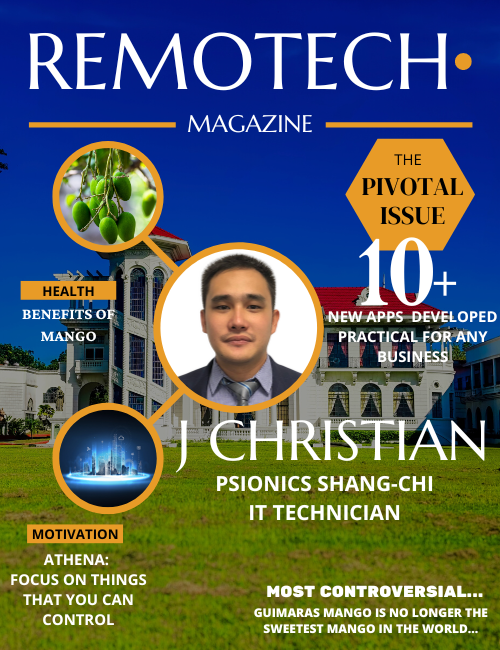 REMOTECH
MAGAZINE
THE
PIVOTAL
ISSUE
10+
NEW APPS DEVELOPED
PRACTICAL FOR ANY
BUSINESS
HEALTH
BENEFITS OF
MANGO
J CHRISTIAN
PSIONICS SHANG-CHI
IT TECHNICIAN
MOTIVATION
ATHENA:
FOCUS ON THINGS
THAT YOU CAN
CONTROL
MOST CONTROVERSIAL...
GUIMARAS MANGO IS NO LONGER THE
SWEETEST MANGO IN THE WORLD...